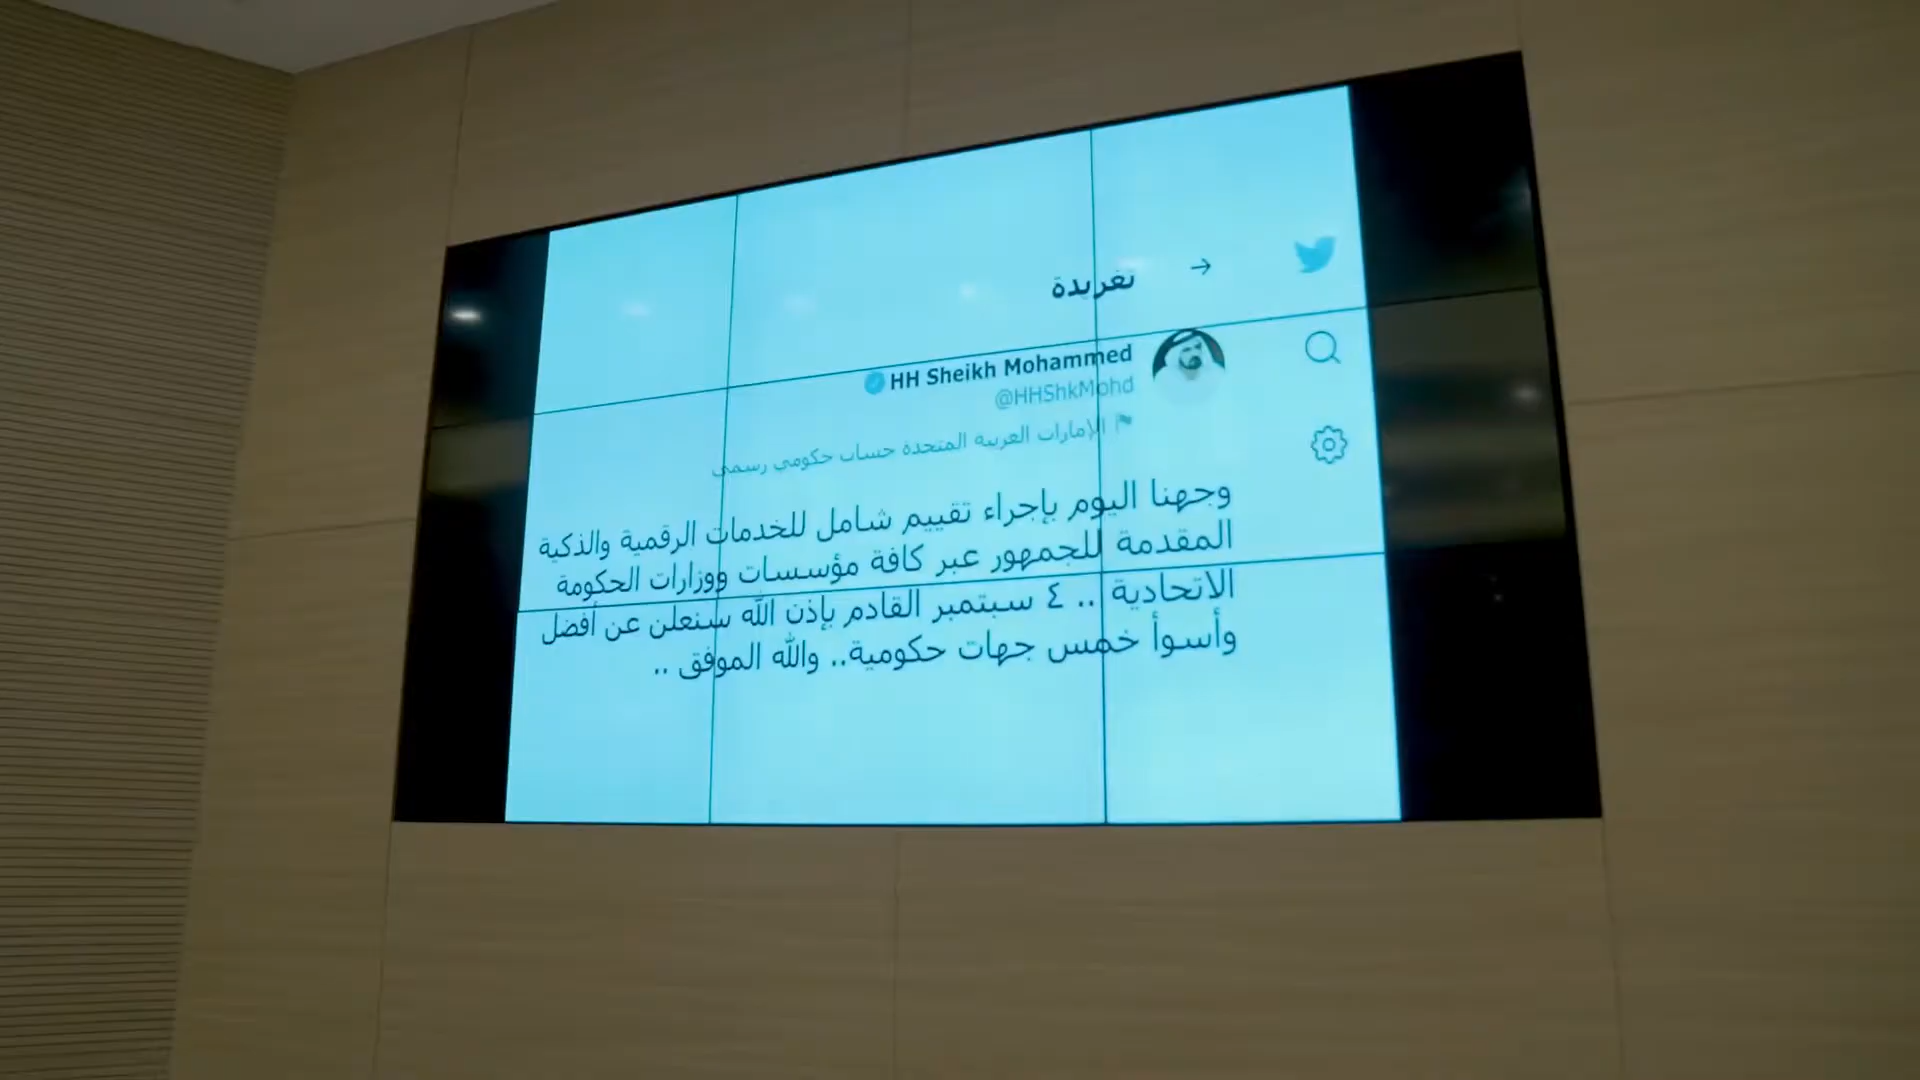 تغريدة
HH Sheikh Mohammed
@HHShkMohd
الإمارات العربية المتحدة حساب حكومي رسمي
وجهنا اليوم بإجراء تقييم شامل للخدمات الرقمية والذكية
المقدمة للجمهور عبر كافة مؤسسات ووزارات الحكومة
الاتحادية .. ٤ سبتمبر القادم بإذن الله سنعلن عن أفضل
وأسوأ خمس جهات حكومية.. والله الموفق ..